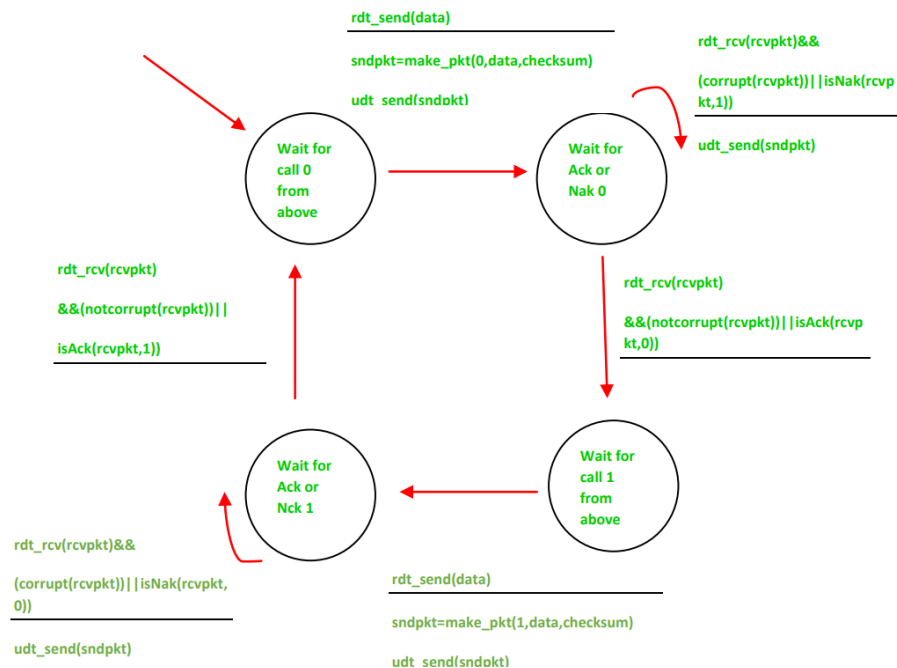 rdt_send(data)
sndpkt=make_pkt(0,data,checksum)
udt_send(sndpkt)
rdt_rcv(rcvpkt)&&
(corrupt(rcvpkt))||isNak(rcvp
kt,1))
udt_send(sndpkt)
Wait for
call 0
from
above
Wait for
Ack or
Nak 0
rdt_rcv(rcvpkt)
&&(notcorrupt(rcvpkt))||
isAck(rcvpkt,1))
rdt_rcv(rcvpkt)
&&(notcorrupt(rcvpkt))||isAck(rcvp
kt,0))
Wait for
Ack or
Nck 1
Wait for
call 1
from
above
rdt_rcv(rcvpkt)&&
(corrupt(rcvpkt))||isNak(rcvpkt,
0))
udt_send(sndpkt)
rdt_send(data)
sndpkt=make_pkt(1,data,checksum)
udt_send(sndpkt)